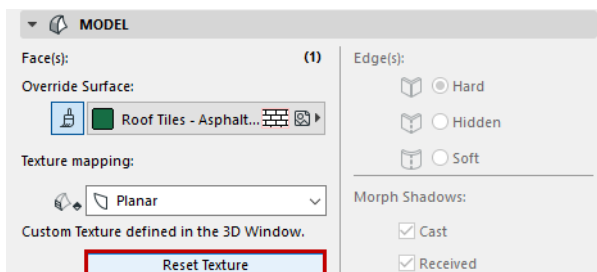 MODEL
Face(s): (1)
Override Surface:
Roof Tiles - Asphalt...
Texture mapping:
Planar
Custom Texture defined in the 3D Window.
Reset Texture
Edge(s):
Hard
Hidden
Soft
Morph Shadows:
Cast
Received